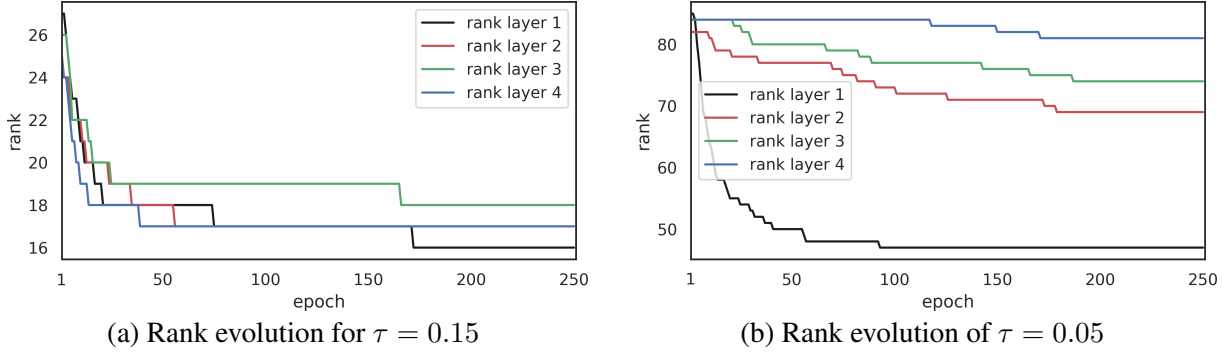 26
24
22
20
18
16
rank
rank layer 1
rank layer 2
rank layer 3
rank layer 4
1 50 100 150 200 250
epoch
(a) Rank evolution for τ = 0.15
80
70
60
50
rank
rank layer 1
rank layer 2
rank layer 3
rank layer 4
1 50 100 150 200 250
epoch
(b) Rank evolution of τ = 0.05